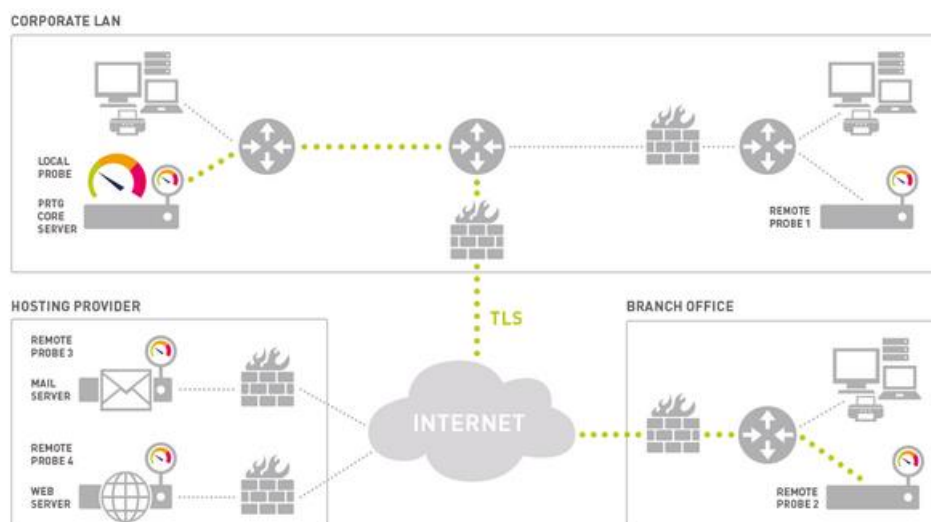 CORPORATE LAN
LOCAL
PROBE
PRTG
CORE
SERVER
REMOTE
PROBE 1
HOSTING PROVIDER
TLS
BRANCH OFFICE
REMOTE
PROBE 3
MAIL
SERVER
INTERNET
REMOTE
PROBE 4
WEB
SERVER
REMOTE
PROBE 2